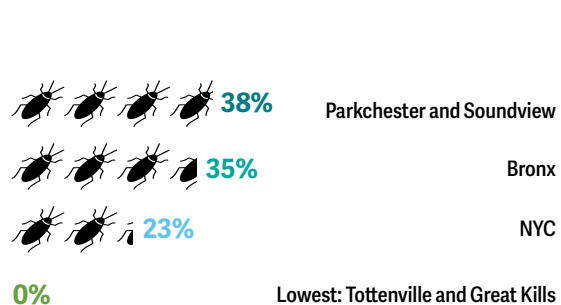 38% Parkchester and Soundview
35% Bronx
23% NYC
0% Lowest: Tottenville and Great Kills